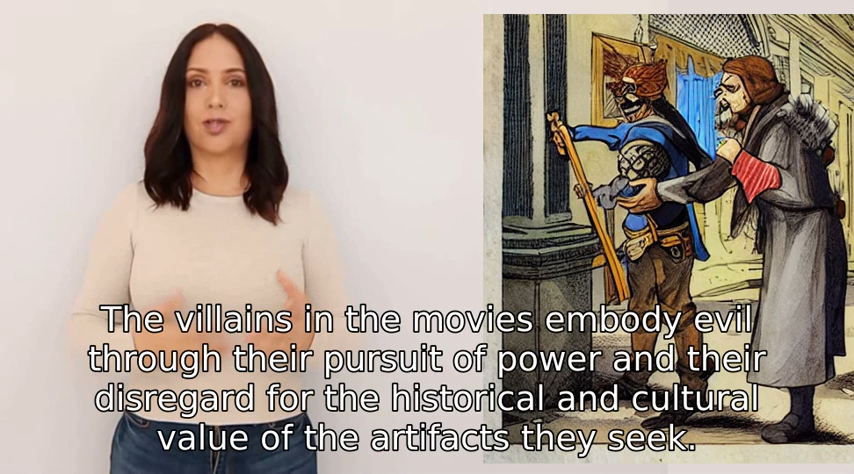 The villains in the movies embody evil
through their pursuit of power and their
disregard for the historical and cultural
value of the artifacts they seek.